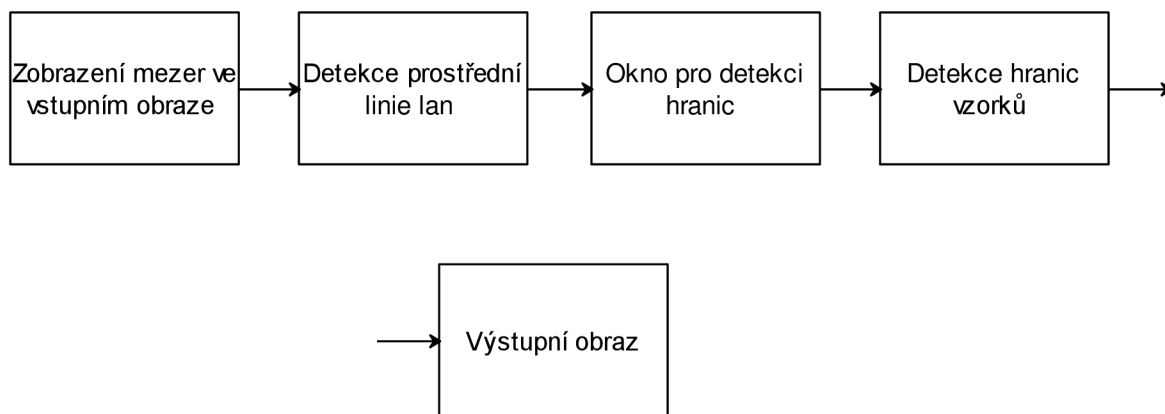 Zobrazení mezer ve
vstupním obraze
Detekce prostřední
linie lan
Okno pro detekci
hranic
Detekce hranic
vzorků
Výstupní obraz